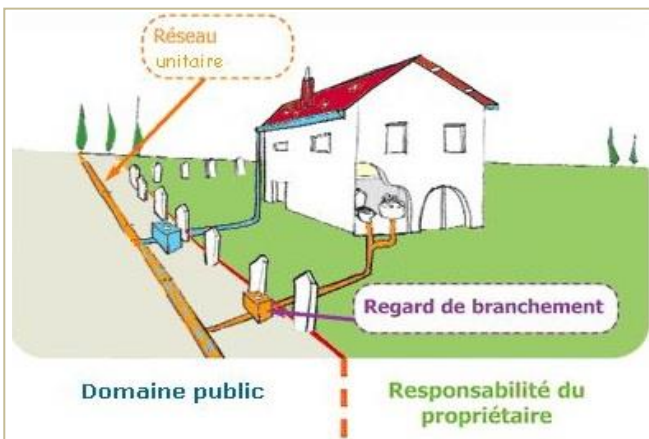 Réseau
unitaire
Regard de branchement
Domaine public
Responsabilité du
propriétaire